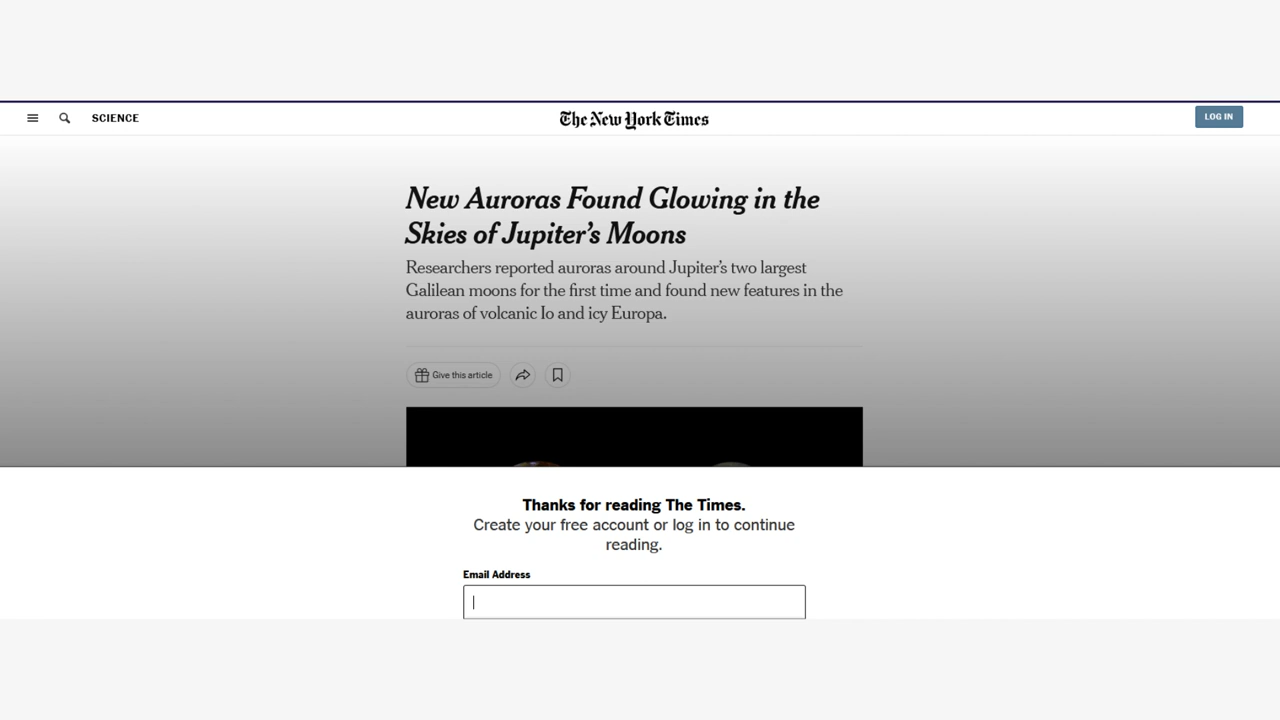 SCIENCE
The New York Times
LOG IN
New Auroras Found Glowing in the
Skies of Jupiter's Moons
Researchers reported auroras around Jupiter's two largest
Galilean moons for the first time and found new features in the
auroras of volcanic Io and icy Europa.
Give this article
Thanks for reading The Times.
Create your free account or log in to continue
reading.
Email Address